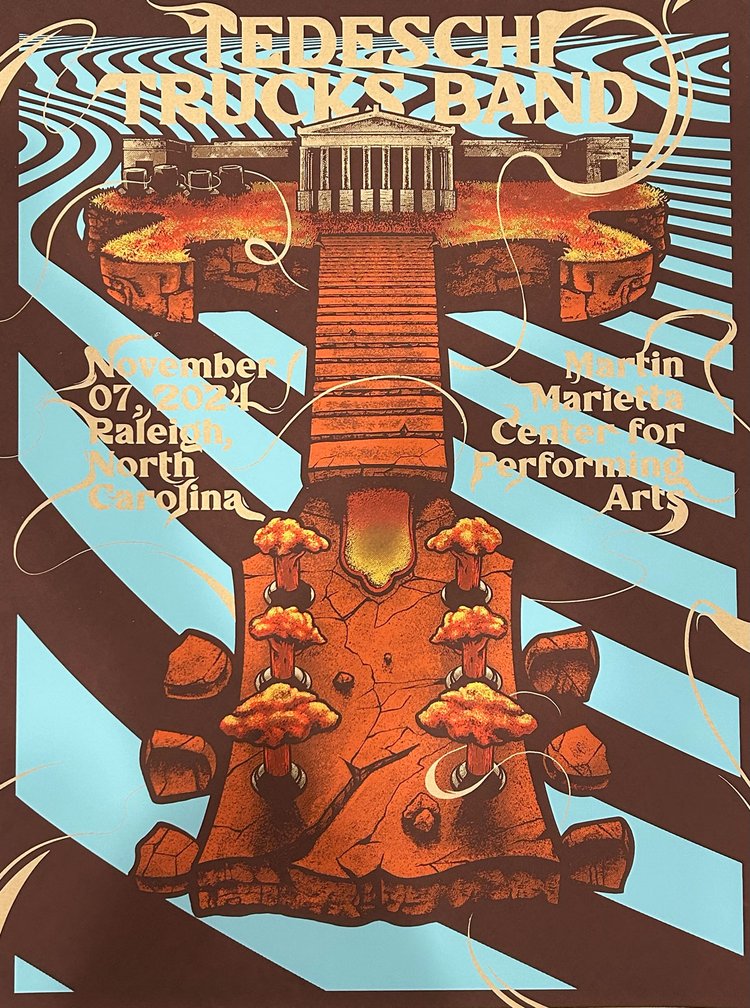 TEDESCHI
TRUCKS BAND
November
07, 2024
Raleigh,
North
Carolina
Martin
Marietta
Center for
Performing
Arts